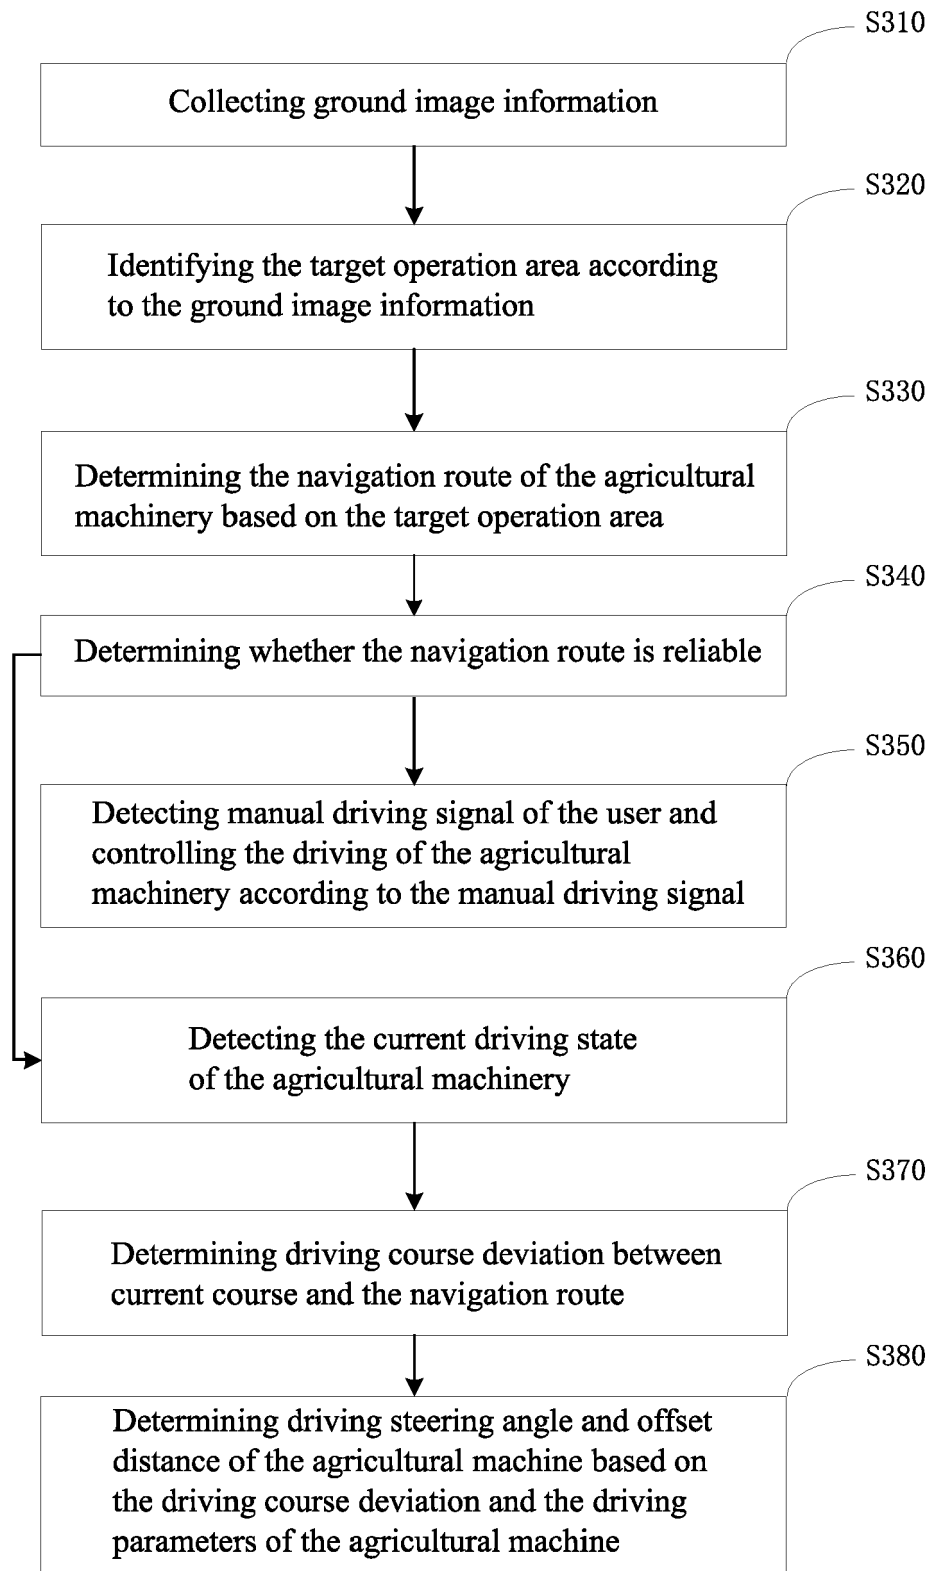 S310
Collecting ground image information
S320
Identifying the target operation area according
to the ground image information
S330
Determining the navigation route of the agricultural
machinery based on the target operation area
S340
Determining whether the navigation route is reliable
S350
Detecting manual driving signal of the user and
controlling the driving of the agricultural
machinery according to the manual driving signal
S360
Detecting the current driving state
of the agricultural machinery
S370
Determining driving course deviation between
current course and the navigation route
S380
Determining driving steering angle and offset
distance of the agricultural machine based on
the driving course deviation and the driving
parameters of the agricultural machine